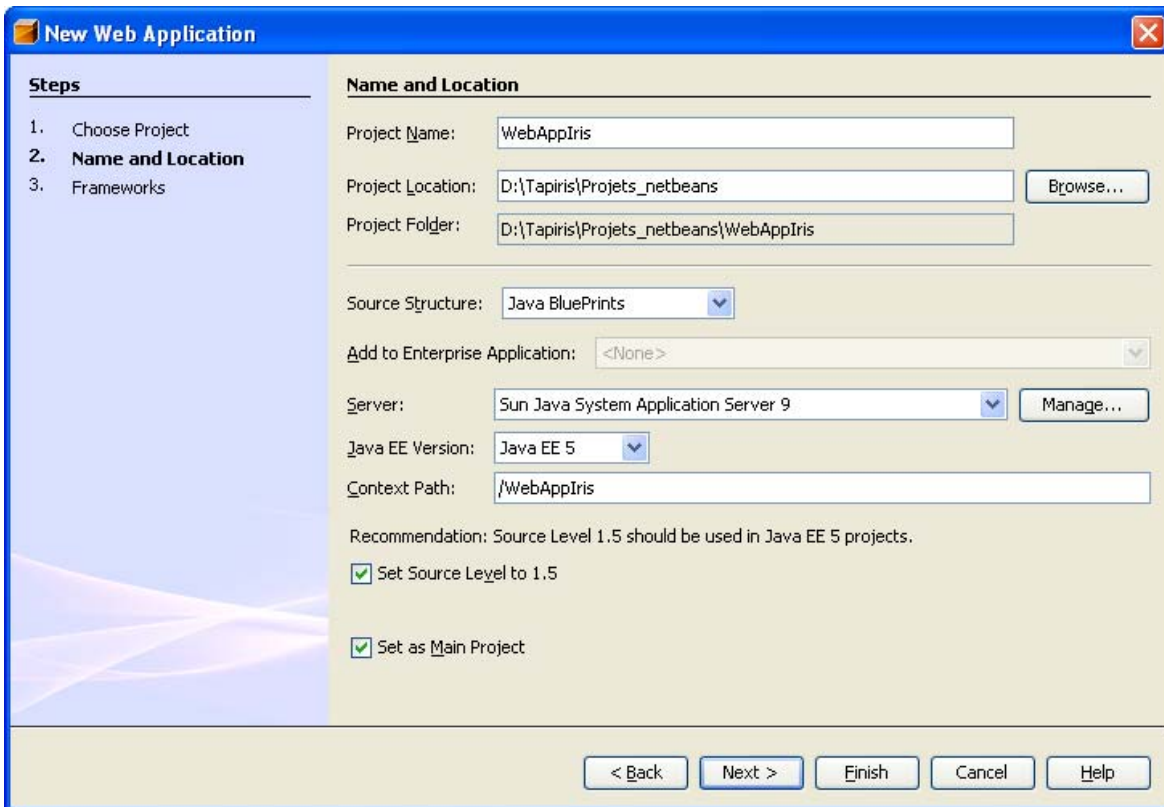 New Web Application
Steps
1. Choose Project
2. Name and Location
3. Frameworks
Name and Location
Project Name: WebAppIris
Project Location: D:\Tapiris\Projets_netbeans Browse...
Project Folder: D:\Tapiris\Projets_netbeans\WebAppIris
Source Structure: Java BluePrints
Add to Enterprise Application: <None>
Server: Sun Java System Application Server 9 Manage...
Java EE Version: Java EE 5
Context Path: /WebAppIris
Recommendation: Source Level 1.5 should be used in Java EE 5 projects.
Set Source Level to 1.5
Set as Main Project
< Back Next > Finish Cancel Help